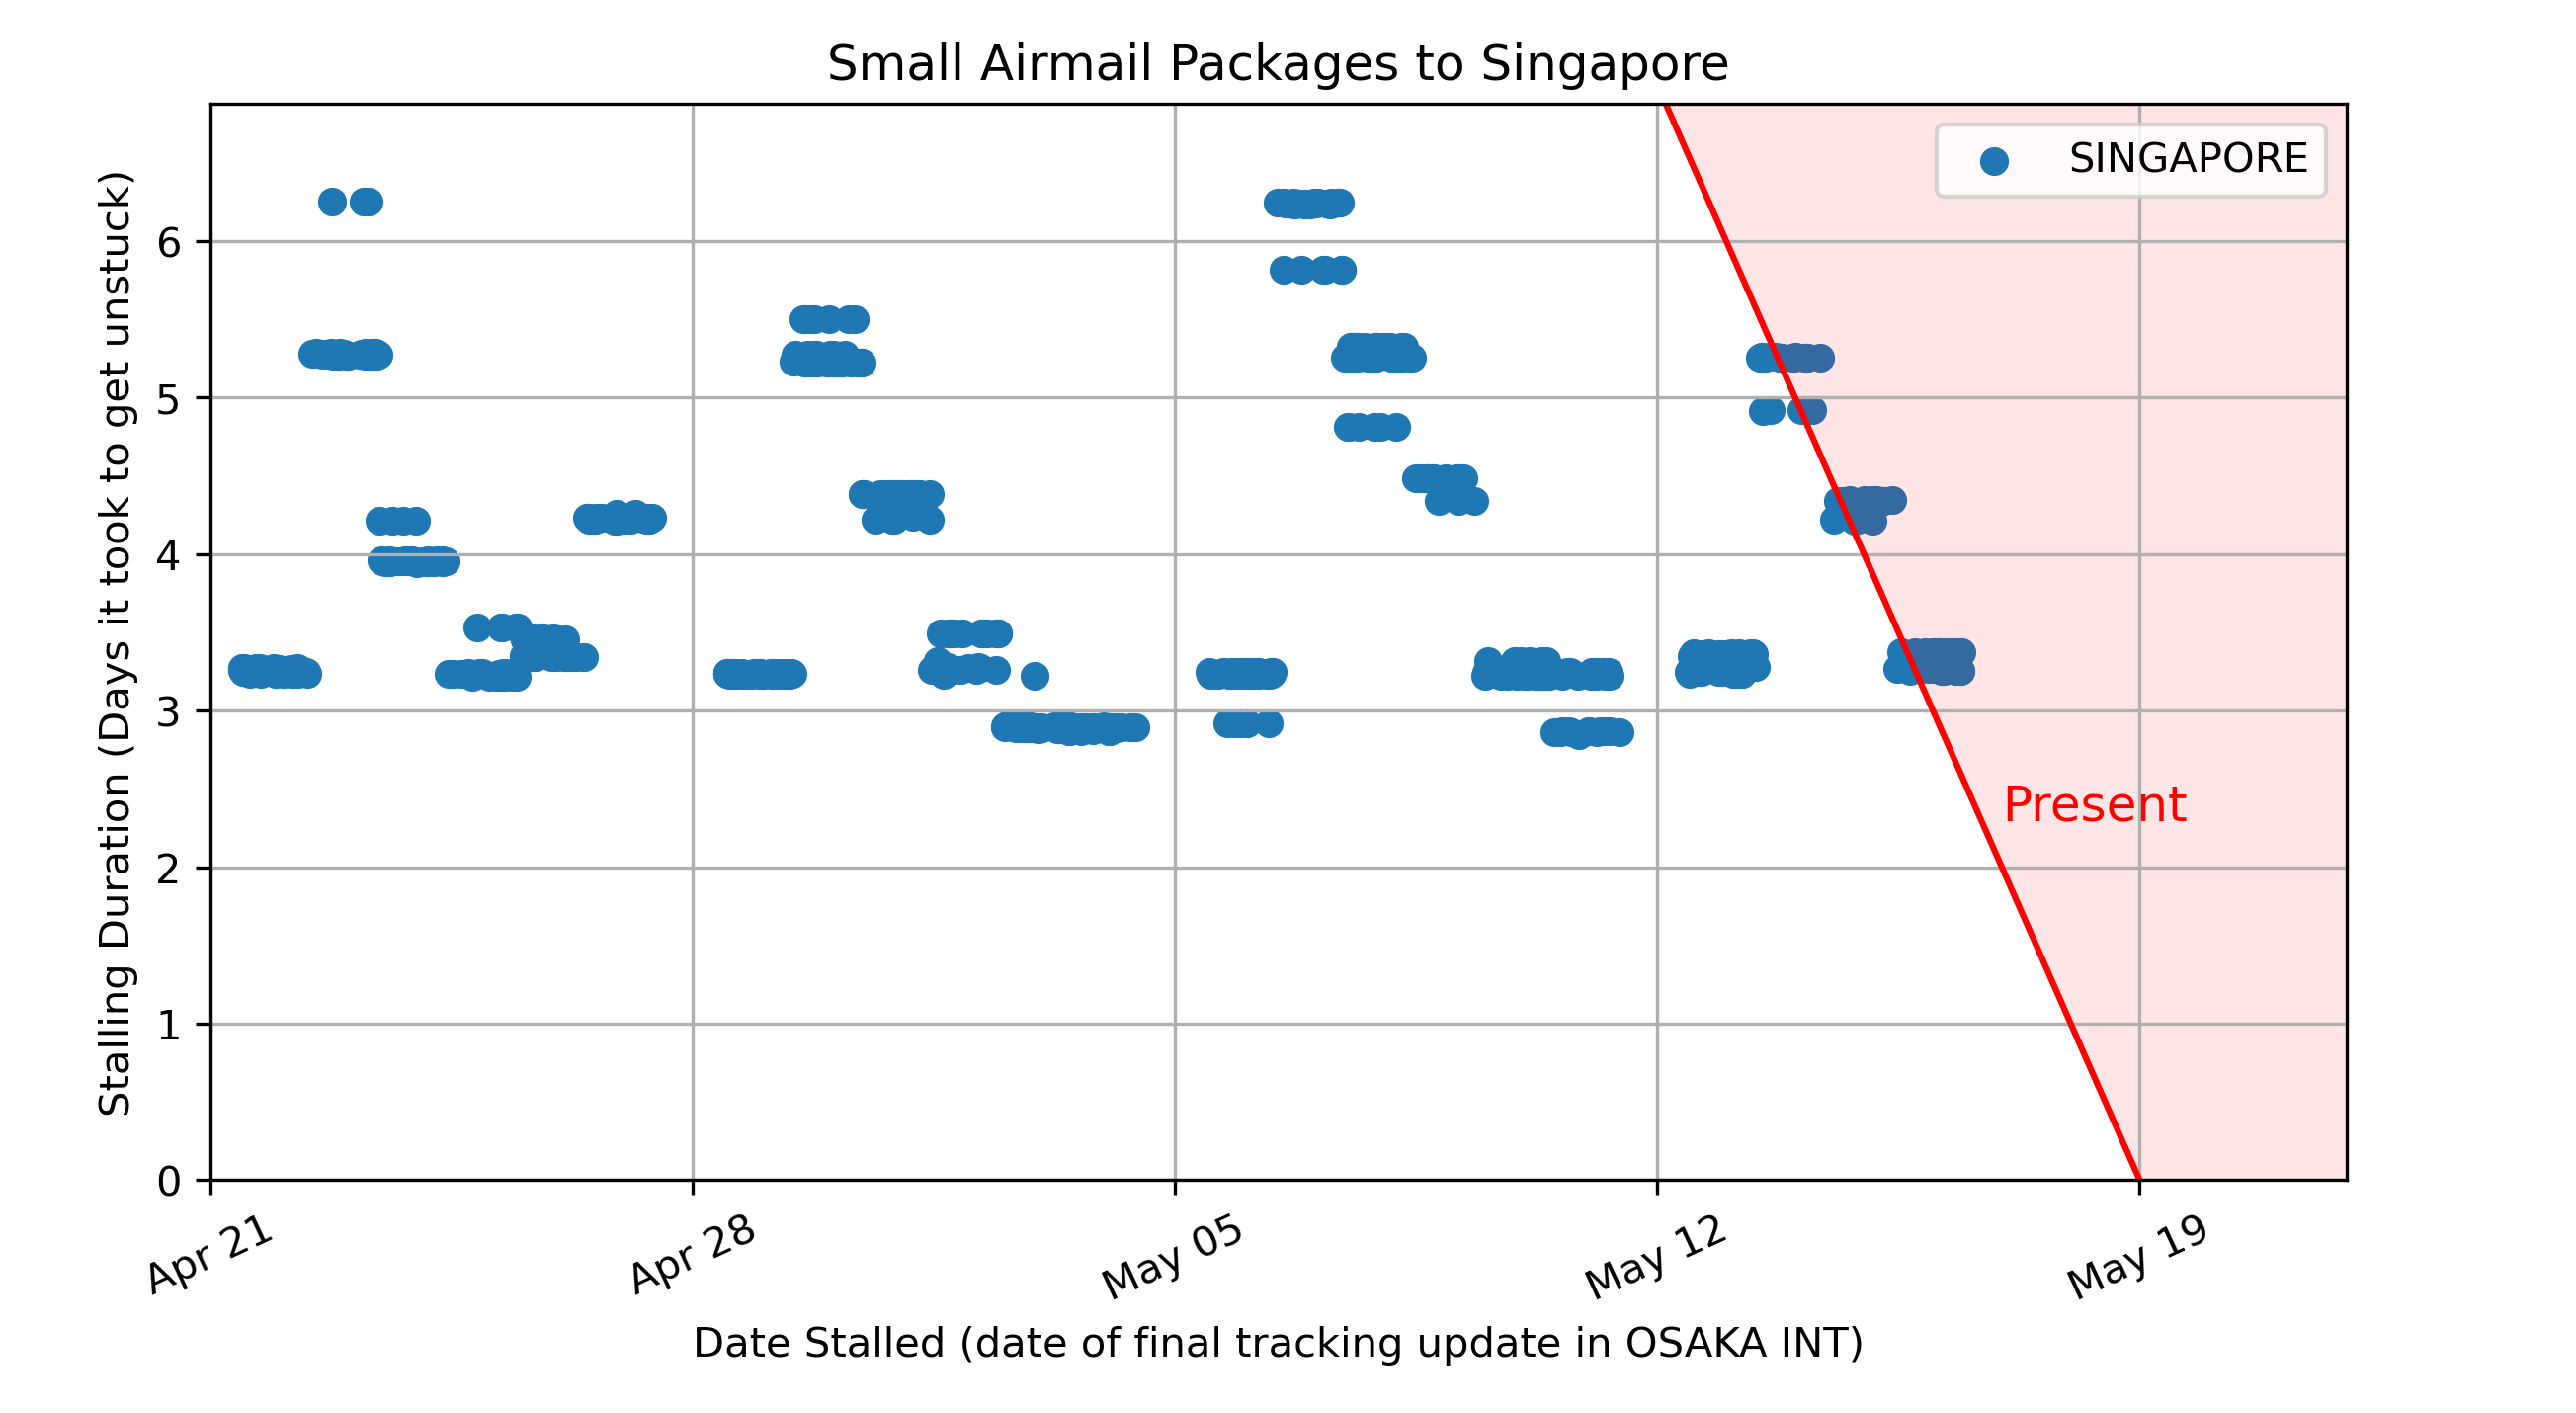 Small Airmail Packages to Singapore
SINGAPORE
Stalling Duration (Days it took to get unstuck)
6
5
4
3
2
1
0
Present
Apr 21
Apr 28
May 05
May 12
May 19
Date Stalled (date of final tracking update in OSAKA INT)